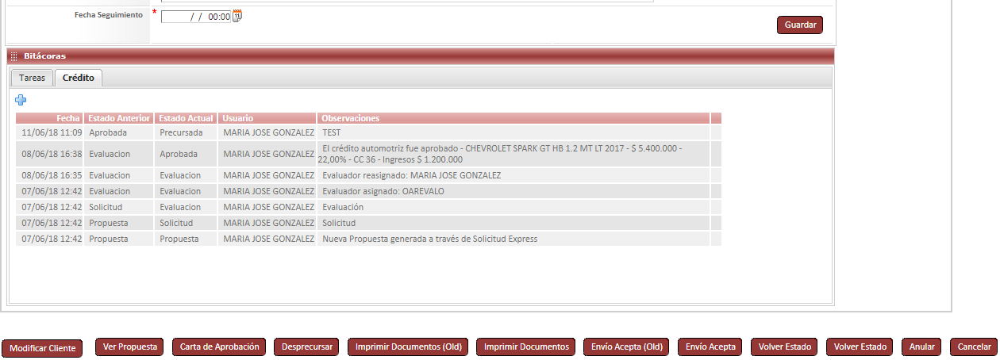 Fecha Seguimiento * / / 00:00
Guardar
Bitácoras
Tareas Crédito
Fecha Estado Anterior Estado Actual Usuario Observaciones
11/06/18 11:09 Aprobada Precursada MARIA JOSE GONZALEZ TEST
08/06/18 16:38 Evaluacion Aprobada MARIA JOSE GONZALEZ El crédito automotriz fue aprobado - CHEVROLET SPARK GT HB 1.2 MT LT 2017 - $ 5.400.000 -
22,00% - CC 36 - Ingresos $ 1.200.000
08/06/18 16:35 Evaluacion Evaluacion MARIA JOSE GONZALEZ Evaluador reasignado: MARIA JOSE GONZALEZ
07/06/18 12:42 Evaluacion Evaluacion MARIA JOSE GONZALEZ Evaluador asignado: OAREVALO
07/06/18 12:42 Solicitud Evaluacion MARIA JOSE GONZALEZ Evaluación
07/06/18 12:42 Propuesta Solicitud MARIA JOSE GONZALEZ Solicitud
07/06/18 12:42 Propuesta Propuesta MARIA JOSE GONZALEZ Nueva Propuesta generada a través de Solicitud Express
Modificar Cliente Ver Propuesta Carta de Aprobación Desprecursar Imprimir Documentos (Old) Imprimir Documentos Envío Acepta (Old) Envío Acepta Volver Estado Volver Estado Anular Cancelar